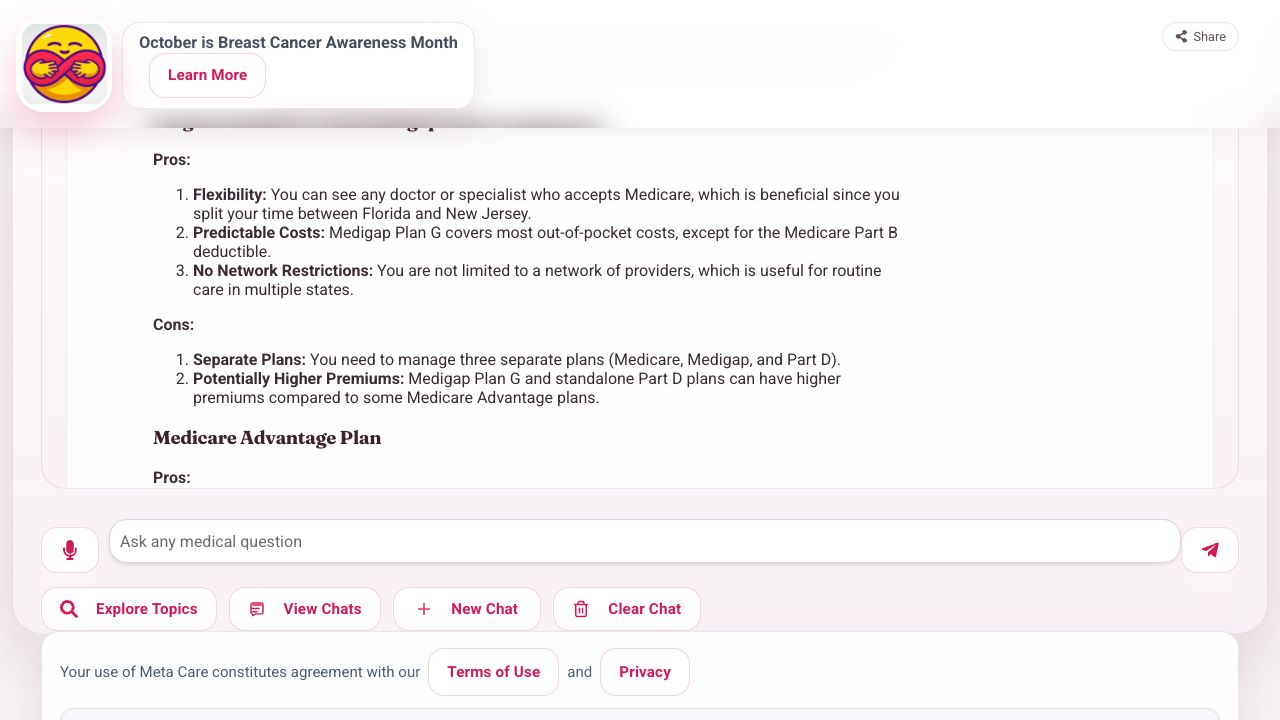 October is Breast Cancer Awareness Month
Learn More
Share
Pros:
1. Flexibility: You can see any doctor or specialist who accepts Medicare, which is beneficial since you
split your time between Florida and New Jersey.
2. Predictable Costs: Medigap Plan G covers most out-of-pocket costs, except for the Medicare Part B
deductible.
3. No Network Restrictions: You are not limited to a network of providers, which is useful for routine
care in multiple states.
Cons:
1. Separate Plans: You need to manage three separate plans (Medicare, Medigap, and Part D).
2. Potentially Higher Premiums: Medigap Plan G and standalone Part D plans can have higher
premiums compared to some Medicare Advantage plans.
Medicare Advantage Plan
Pros:
Ask any medical question
Explore Topics
View Chats
New Chat
Clear Chat
Your use of Meta Care constitutes agreement with our Terms of Use and Privacy